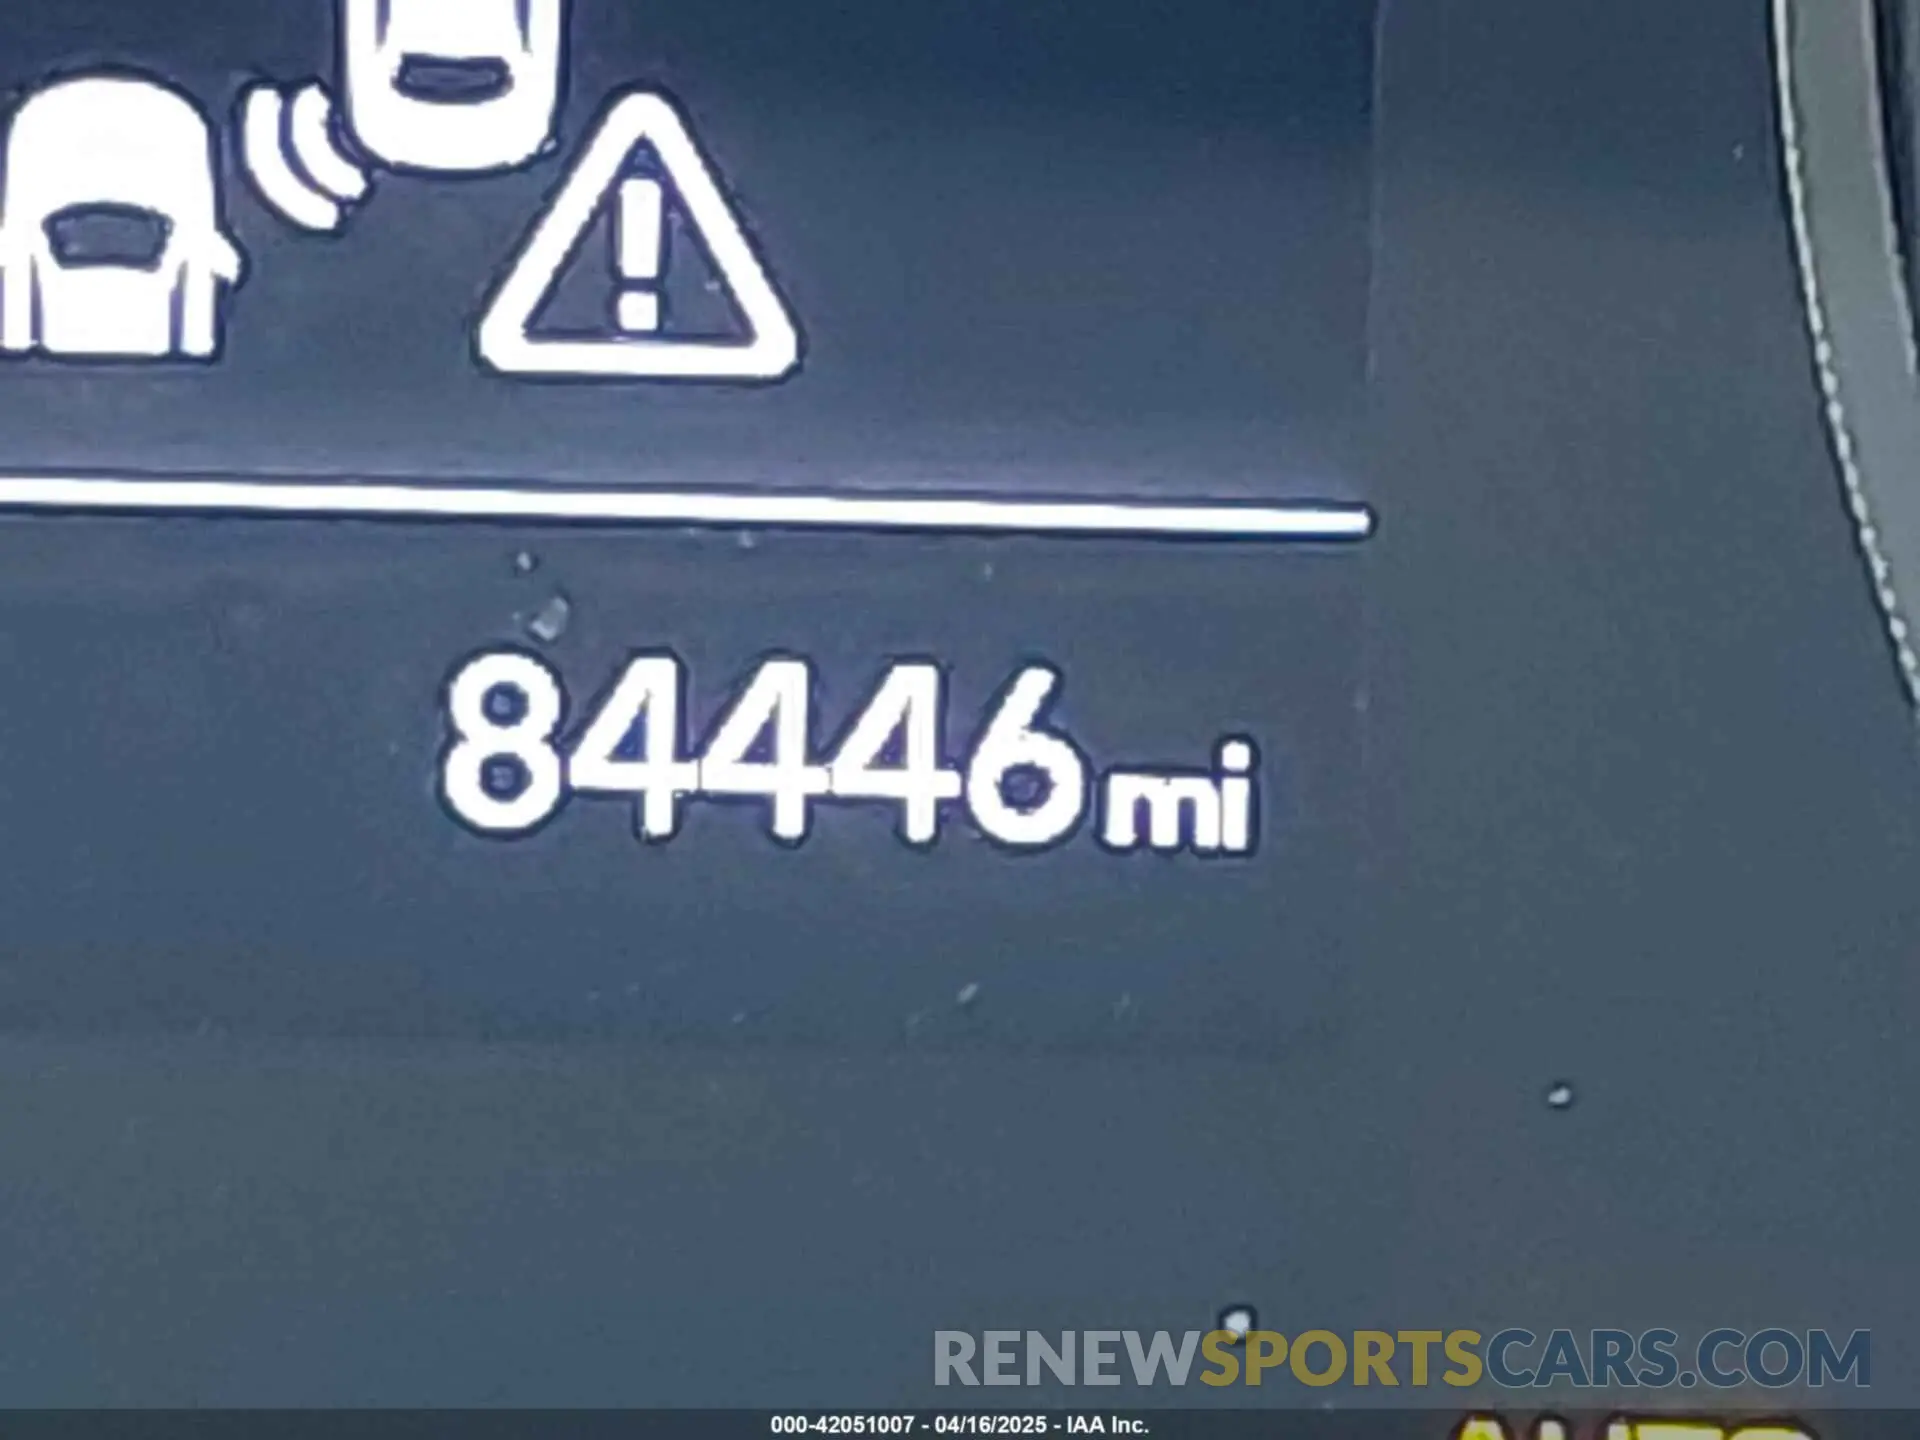 84446mi
RENEWSPORTSCARS.COM
000-42051007 - 04/16/2025 - IAA Inc.